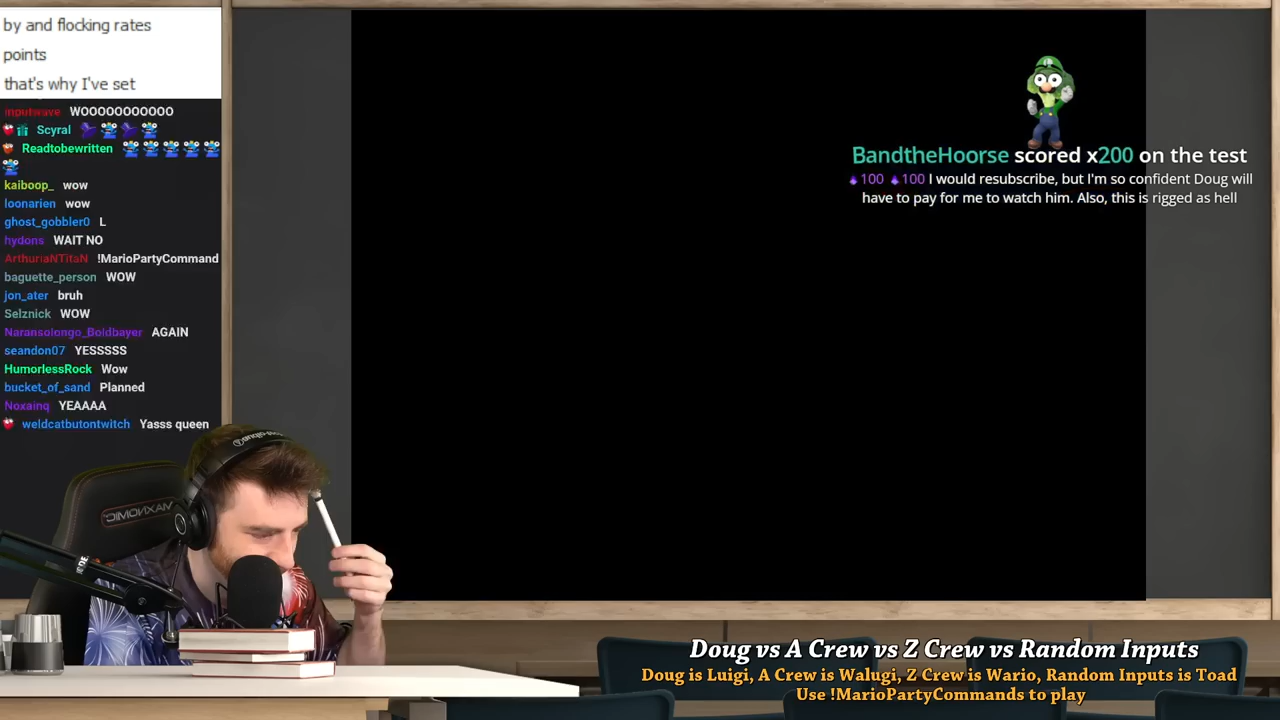 by and flocking rates
points
that's why I've set
inputwave WOOOOOOOOOOO
Scyral
Readtobewritten
kaiboop_ wow
loonarien wow
ghost_gobbler0 L
hydons WAIT NO
ArthuriaNTitaN !MarioPartyCommand
baguette_person WOW
jon_ater bruh
Selznick WOW
Naransolongo_Boldbayer AGAIN
seandon07 YESSSSS
HumorlessRock Wow
bucket_of_sand Planned
Noxainq YEAAAA
weldcatbutontwitch Yasss queen
BandtheHoorse scored x200 on the test
100 100 I would resubscribe, but I'm so confident Doug will
have to pay for me to watch him. Also, this is rigged as hell
MAXNOMIC
Doug vs A Crew vs Z Crew vs Random Inputs
Doug is Luigi, A Crew is Walugi, Z Crew is Wario, Random Inputs is Toad
Use !MarioPartyCommands to play